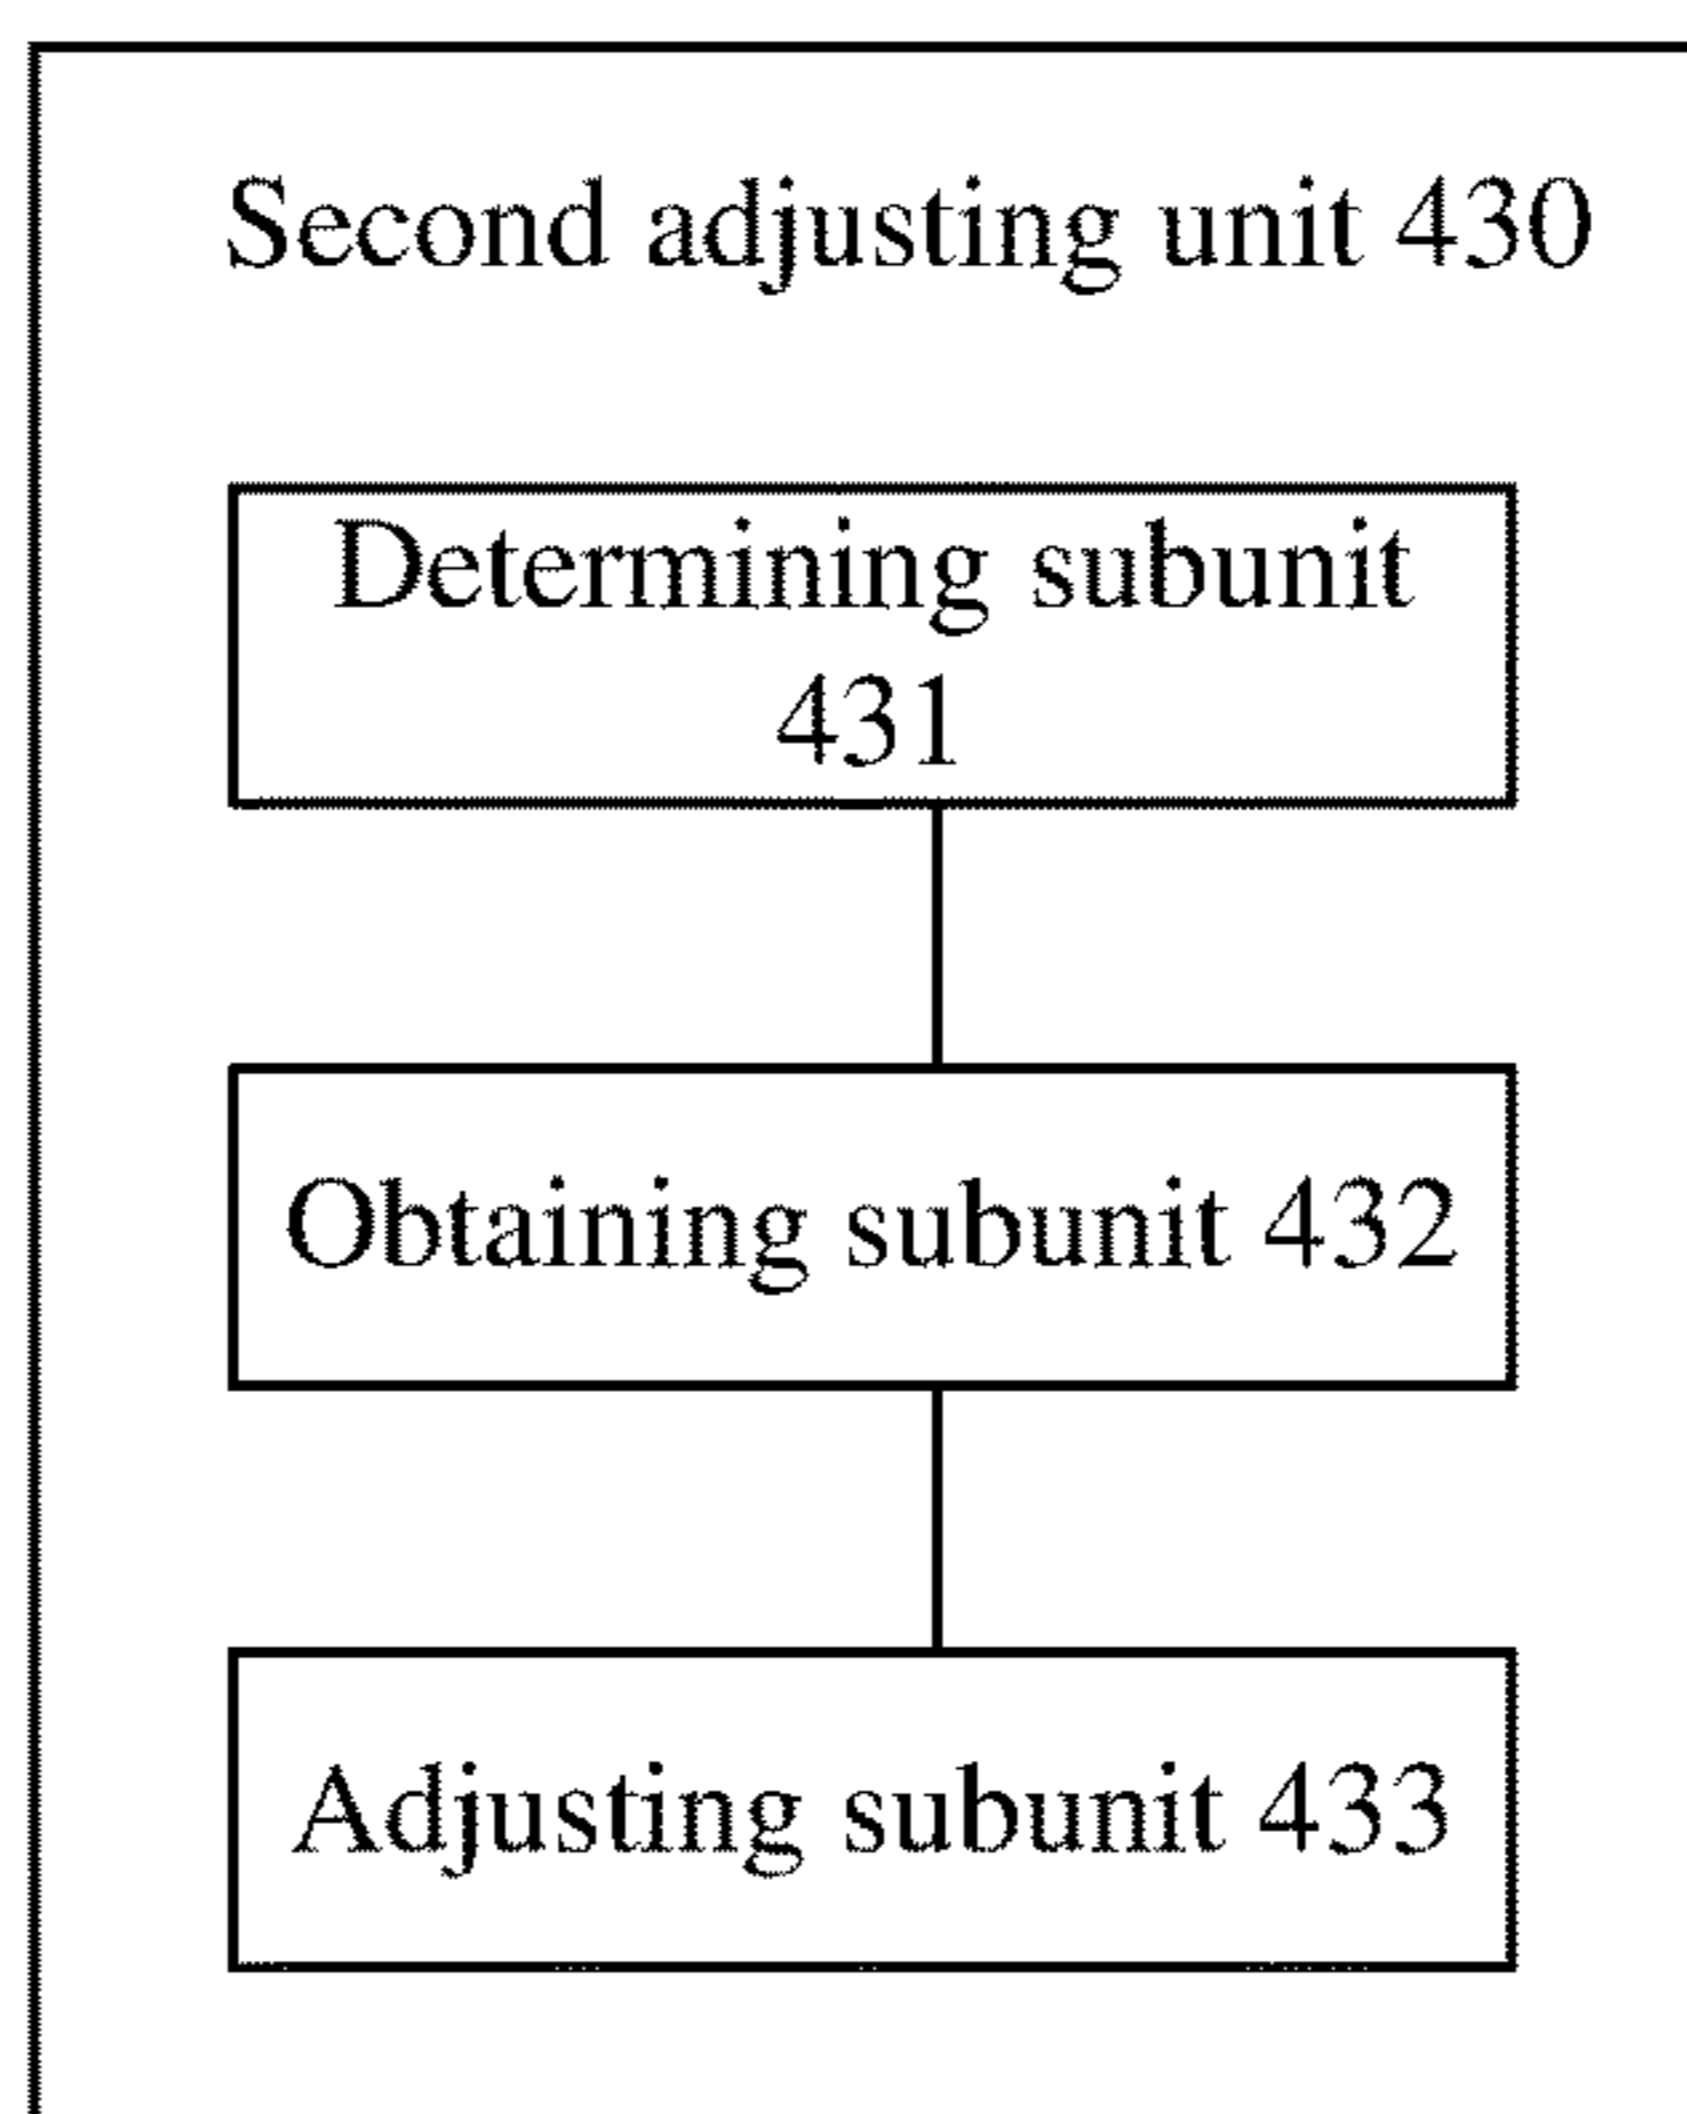 Second adjusting unit 430
Determining subunit
431
Obtaining subunit 432
Adjusting subunit 433